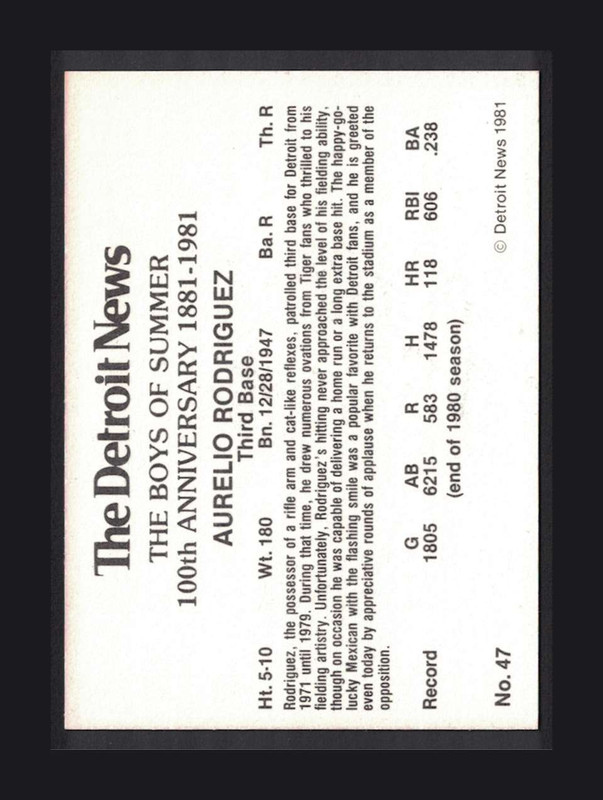 The Detroit News
THE BOYS OF SUMMER
100th ANNIVERSARY 1881-1981
AURELIO RODRIGUEZ
Third Base
Ht. 5-10 Wt. 180 Bn. 12/28/1947 Ba. R Th. R
Rodriguez, the possessor of a rifle arm and cat-like reflexes, patrolled third base for Detroit from
1971 until 1979. During that time, he drew numerous ovations from Tiger fans who thrilled to his
fielding artistry. Unfortunately, Rodriguez's hitting never approached the level of his fielding ability,
though on occasion he was capable of delivering a home run or a long extra base hit. The happy-go-
lucky Mexican with the flashing smile was a popular favorite with Detroit fans, and he is greeted
even today by appreciative rounds of applause when he returns to the stadium as a member of the
opposition.
G AB R H HR RBI BA
Record 1805 6215 583 1478 118 606 .238
(end of 1980 season)
No. 47 © Detroit News 1981